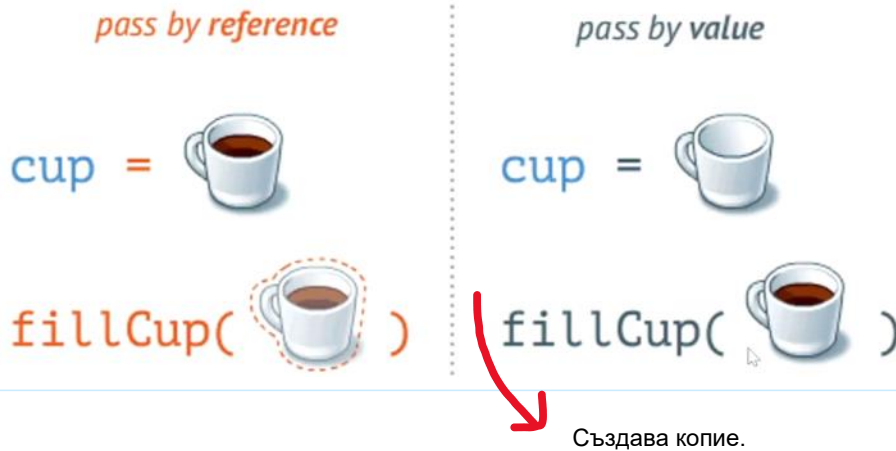 pass by reference
cup =
fillCup( )
pass by value
cup =
fillCup( )
Създава копие.